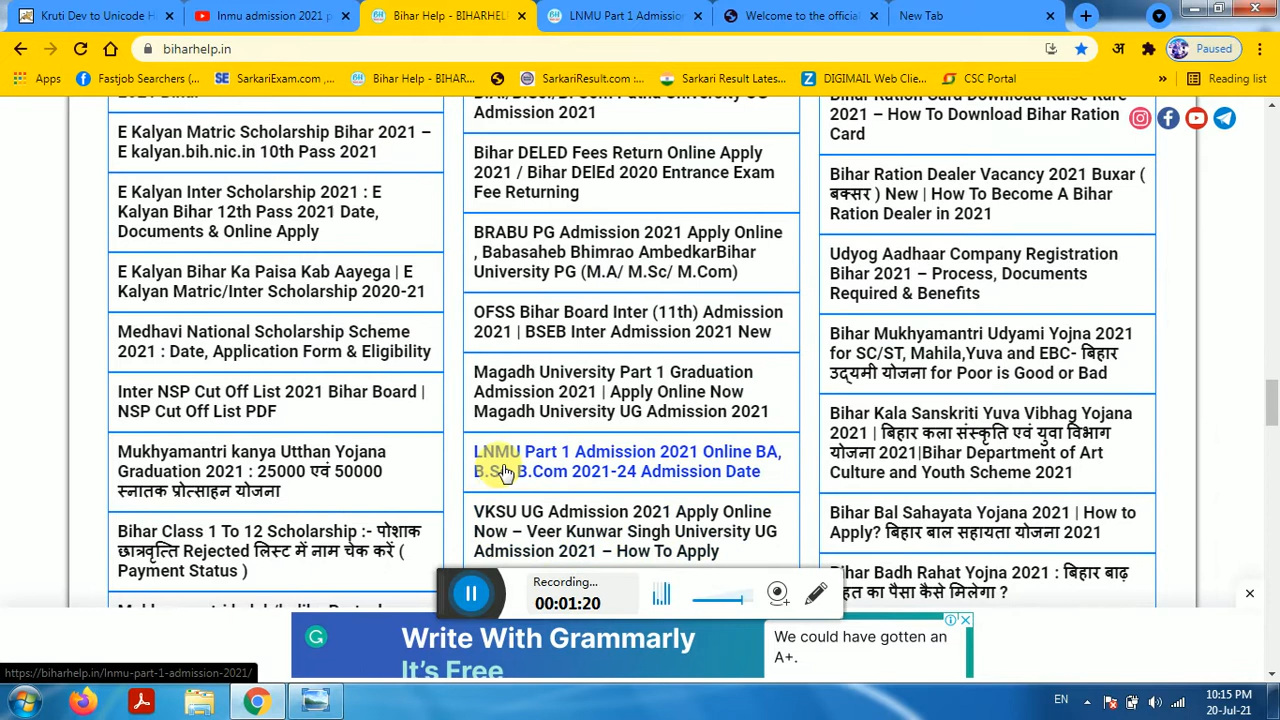 Kruti Dev to Unicode H
lnmu admission 2021 p
Bihar Help - BIHARHEL
LNMU Part 1 Admissio
Welcome to the official
New Tab
biharhelp.in
अ
Paused
Apps
Fastjob Searchers (...
SarkariExam.com ,...
Bihar Help - BIHAR...
SarkariResult.com :...
Sarkari Result Lates...
DIGIMAIL Web Clie...
CSC Portal
»
Reading list
E Kalyan Matric Scholarship Bihar 2021 –
E kalyan.bih.nic.in 10th Pass 2021
E Kalyan Inter Scholarship 2021 : E
Kalyan Bihar 12th Pass 2021 Date,
Documents & Online Apply
E Kalyan Bihar Ka Paisa Kab Aayega | E
Kalyan Matric/Inter Scholarship 2020-21
Medhavi National Scholarship Scheme
2021 : Date, Application Form & Eligibility
Inter NSP Cut Off List 2021 Bihar Board |
NSP Cut Off List PDF
Mukhyamantri kanya Utthan Yojana
Graduation 2021 : 25000 एवं 50000
स्नातक प्रोत्साहन योजना
Bihar Class 1 To 12 Scholarship :- पोशाक
छात्रवृत्ति Rejected लिस्ट में नाम चेक करें (
Payment Status )
Admission 2021
Bihar DELED Fees Return Online Apply
2021 / Bihar DElEd 2020 Entrance Exam
Fee Returning
BRABU PG Admission 2021 Apply Online
, Babasaheb Bhimrao AmbedkarBihar
University PG (M.A/ M.Sc/ M.Com)
OFSS Bihar Board Inter (11th) Admission
2021 | BSEB Inter Admission 2021 New
Magadh University Part 1 Graduation
Admission 2021 | Apply Online Now
Magadh University UG Admission 2021
LNMU Part 1 Admission 2021 Online BA,
B.Com 2021-24 Admission Date
VKSU UG Admission 2021 Apply Online
Now – Veer Kunwar Singh University UG
Admission 2021 – How To Apply
Bihar Ration Card Download Kaise Kare
2021 – How To Download Bihar Ration
Card
Bihar Ration Dealer Vacancy 2021 Buxar (
बक्सर ) New | How To Become A Bihar
Ration Dealer in 2021
Udyog Aadhaar Company Registration
Bihar 2021 – Process, Documents
Required & Benefits
Bihar Mukhyamantri Udyami Yojna 2021
for SC/ST, Mahila,Yuva and EBC- बिहार
उद्यमी योजना for Poor is Good or Bad
Bihar Kala Sanskriti Yuva Vibhag Yojana
2021 | बिहार कला संस्कृति एवं युवा विभाग
योजना 2021|Bihar Department of Art
Culture and Youth Scheme 2021
Bihar Bal Sahayata Yojana 2021 | How to
Apply? बिहार बाल सहायता योजना 2021
Bihar Badh Rahat Yojna 2021 : बिहार बाढ़
का पैसा कैसे मिलेगा ?
Recording...
00:01:20
Write With Grammarly
It's Free
We could have gotten an
A+.
https://biharhelp.in/lnmu-part-1-admission-2021/
EN
10:15 PM
20-Jul-21